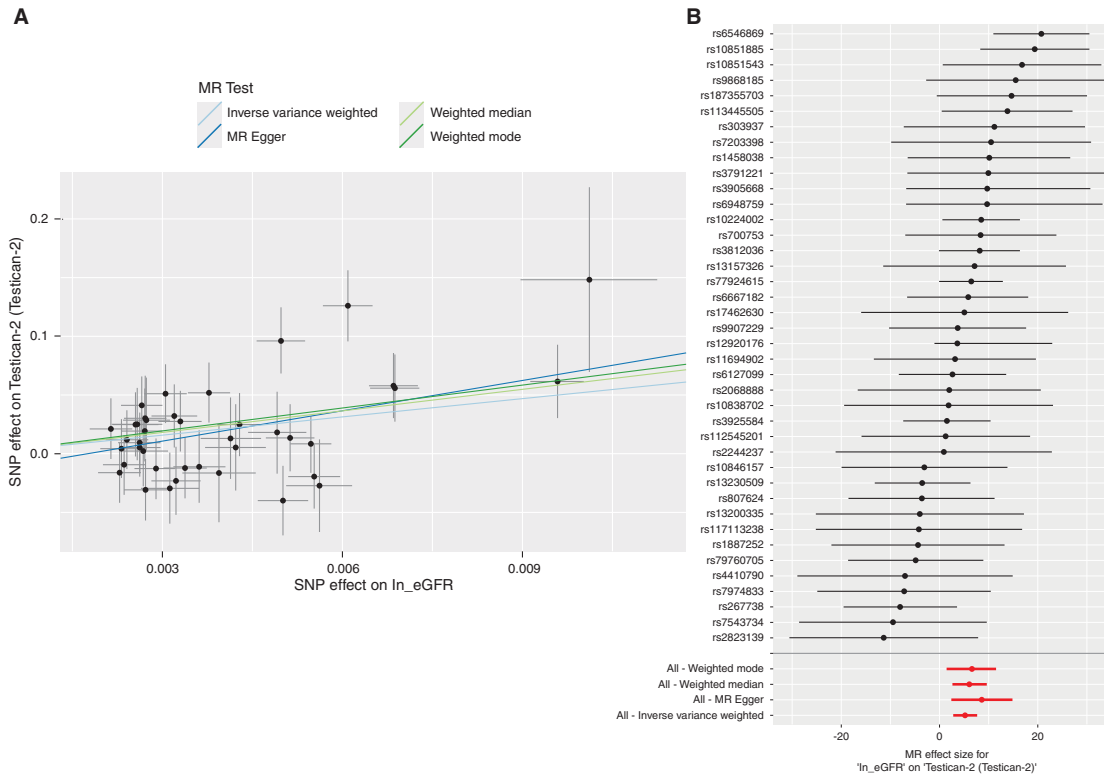 A
MR Test
Inverse variance weighted
Weighted median
MR Egger
Weighted mode
SNP effect on Testican-2 (Testican-2)
0.2
0.1
0.0
0.003
0.006
0.009
SNP effect on ln_eGFR
B
rs6546869
rs10851885
rs10851543
rs9868185
rs187355703
rs113445505
rs303937
rs7203398
rs1458038
rs3791221
rs3905668
rs6948759
rs10224002
rs700753
rs3812036
rs13157326
rs77924615
rs6667182
rs17462630
rs9907229
rs12920176
rs11694902
rs6127099
rs2068888
rs10838702
rs3925584
rs112545201
rs2244237
rs10846157
rs13230509
rs807624
rs13200335
rs117113238
rs1887252
rs79760705
rs4410790
rs7974833
rs267738
rs7543734
rs2823139
All - Weighted mode
All - Weighted median
All - MR Egger
All - Inverse variance weighted
-20
0
20
MR effect size for
'ln_eGFR' on 'Testican-2 (Testican-2)'